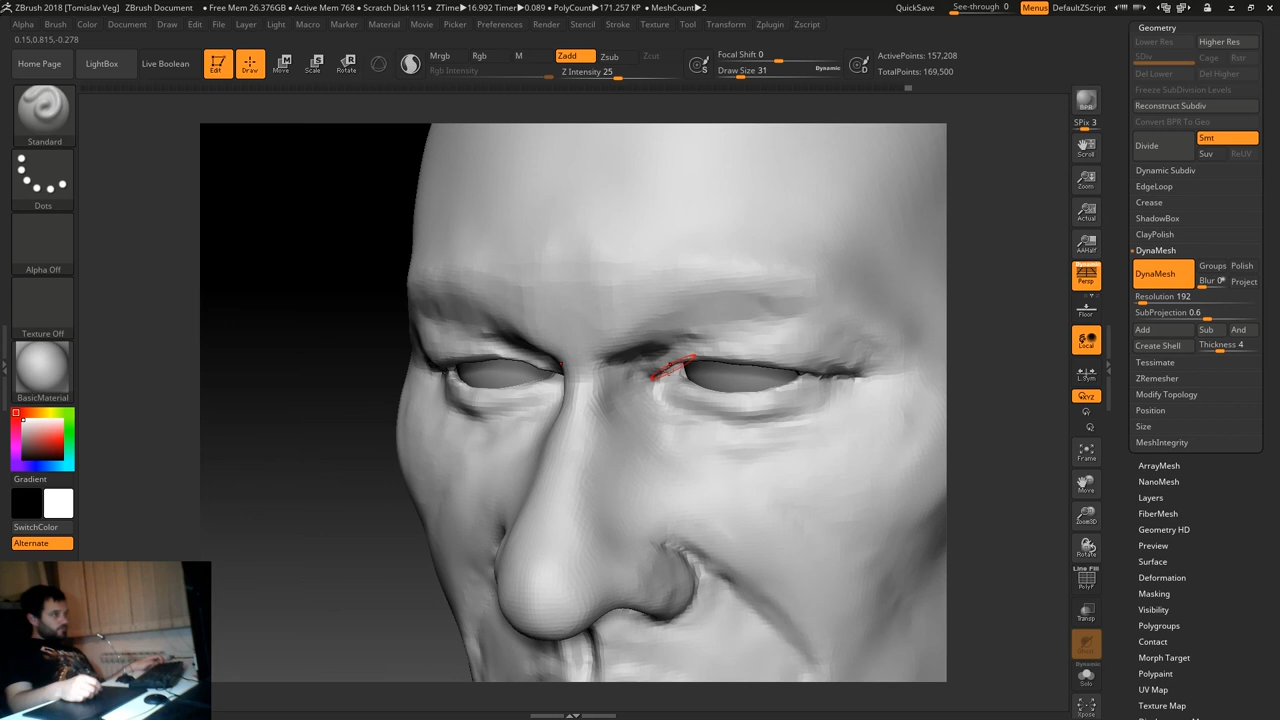 ZBrush 2018 [Tomislav Veg] ZBrush Document ● Free Mem 26.376GB ● Active Mem 768 ● Scratch Disk 115 ● ZTime▶16.992 Timer▶0.089 ● PolyCount▶171.257 KP ● MeshCount▶2
QuickSave See-through 0 Menus DefaultZScript
Alpha Brush Color Document Draw Edit File Layer Light Macro Marker Material Movie Picker Preferences Render Stencil Stroke Texture Tool Transform Zplugin Zscript
0.15,0.815,-0.278
Home Page LightBox Live Boolean Edit Draw Move Scale Rotate
Mrgb Rgb M Zadd Zsub Zcut
Rgb Intensity Z Intensity 25
Focal Shift 0
Draw Size 31 Dynamic
ActivePoints: 157,208
TotalPoints: 169,500
Standard
Dots
Alpha Off
Texture Off
BasicMaterial
Gradient
SwitchColor
Alternate
BPR
SPix 3
Scroll
Zoom
Actual
AAHalf
Dynamic
Persp
Floor
Local
L.Sym
Frame
Move
Zoom3D
Rotate
Line Fill
PolyF
Transp
Ghost
Dynamic
Solo
Xpose
Geometry
Lower Res Higher Res
SDiv Cage Rstr
Del Lower Del Higher
Freeze SubDivision Levels
Reconstruct Subdiv
Convert BPR To Geo
Divide Smt
Suv ReUV
Dynamic Subdiv
EdgeLoop
Crease
ShadowBox
ClayPolish
DynaMesh
DynaMesh Groups Polish
Blur 0 Project
Resolution 192
SubProjection 0.6
Add Sub And
Create Shell Thickness 4
Tessimate
ZRemesher
Modify Topology
Position
Size
MeshIntegrity
ArrayMesh
NanoMesh
Layers
FiberMesh
Geometry HD
Preview
Surface
Deformation
Masking
Visibility
Polygroups
Contact
Morph Target
Polypaint
UV Map
Texture Map